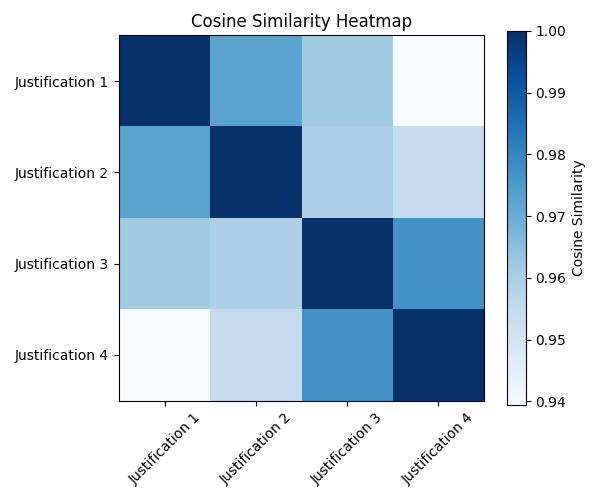 Cosine Similarity Heatmap
Justification 1
Justification 2
Justification 3
Justification 4
Justification 1
Justification 2
Justification 3
Justification 4
1.00
0.99
0.98
0.97
0.96
0.95
0.94
Cosine Similarity